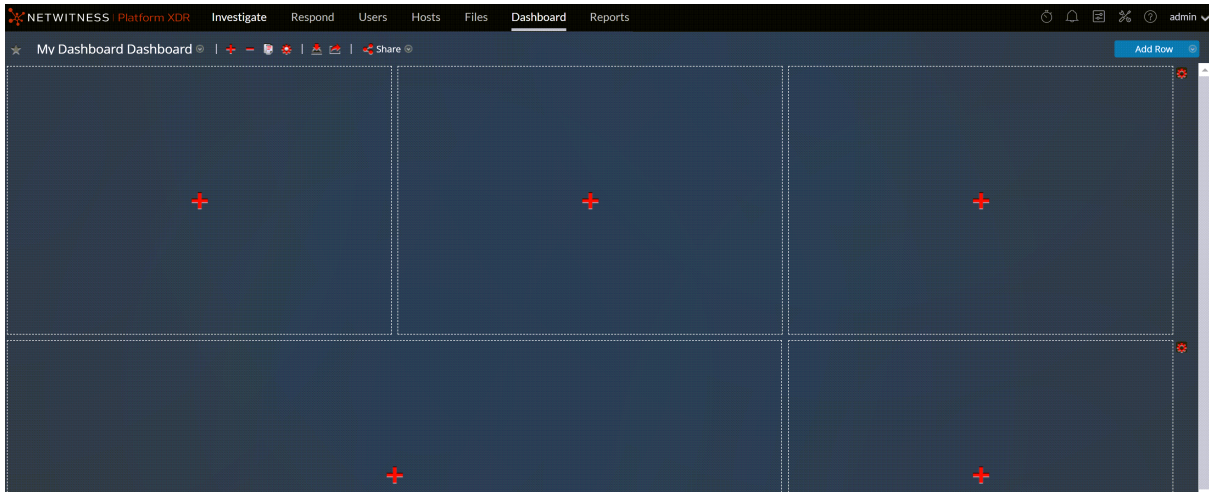 NETWITNESS | Platform XDR Investigate Respond Users Hosts Files Dashboard Reports admin
My Dashboard Dashboard Share Add Row